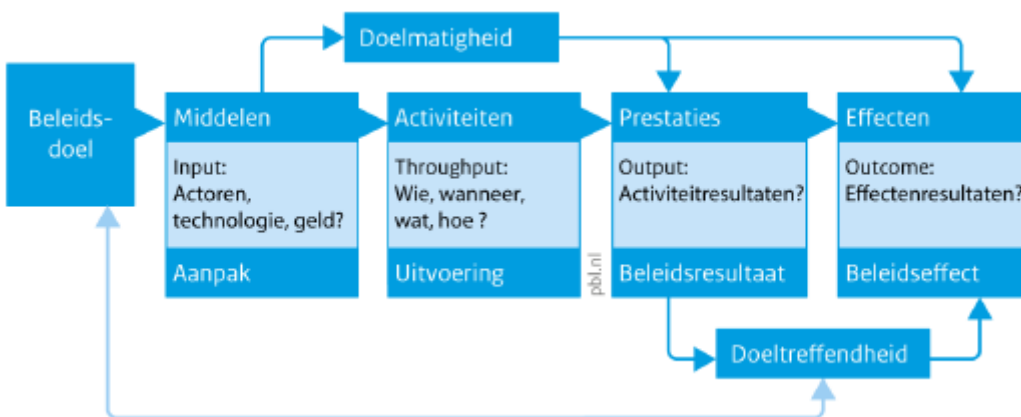 Doelmatigheid
Beleids-
doel
Middelen
Input:
Actoren,
technologie, geld?
Aanpak
Activiteiten
Throughput:
Wie, wanneer,
wat, hoe ?
Uitvoering
Prestaties
Output:
Activiteitresultaten?
Beleidsresultaat
Effecten
Outcome:
Effectenresultaten?
Beleidseffect
pbl.nl
Doeltreffendheid